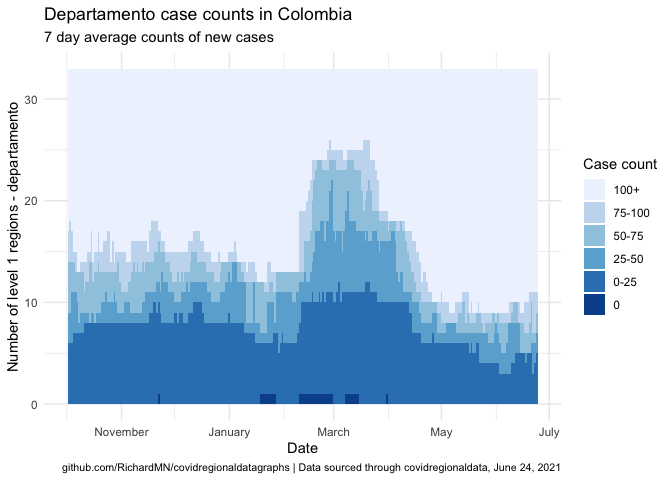 Departamento case counts in Colombia
7 day average counts of new cases
Number of level 1 regions - departamento
30
20
10
0
November
January
March
May
July
Date
Case count
100+
75-100
50-75
25-50
0-25
0
github.com/RichardMN/covidregionaldatagraphs | Data sourced through covidregionaldata, June 24, 2021